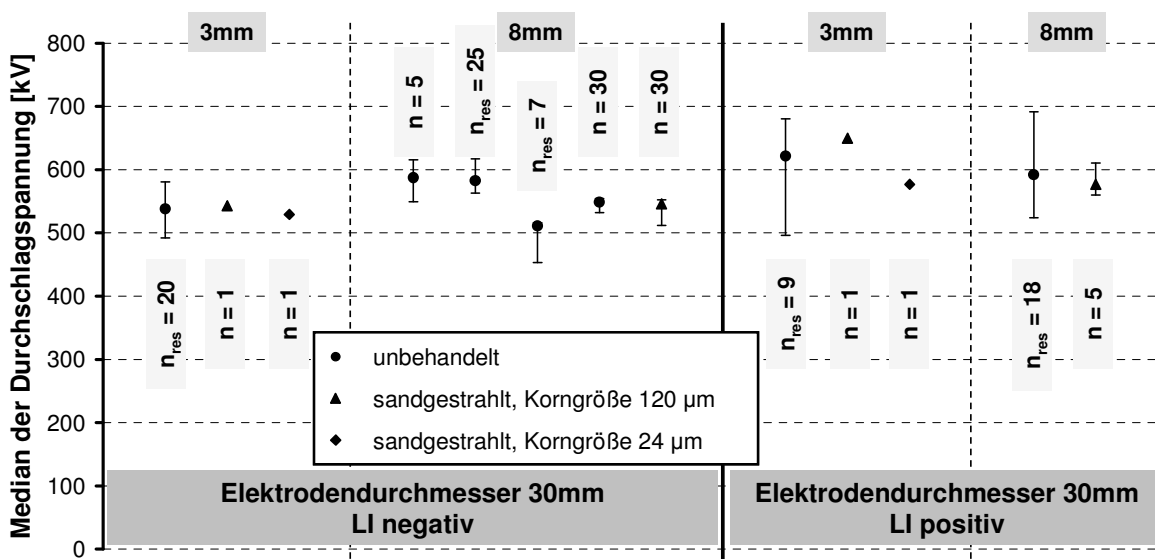 3mm
8mm
3mm
8mm
Median der Durchschlagspannung [kV]
800
700
600
500
400
300
200
100
0
n_res = 20
n = 1
n = 1
n = 5
n_res = 25
n_res = 7
n = 30
n = 30
n_res = 9
n = 1
n = 1
n_res = 18
n = 5
unbehandelt
sandgestrahlt, Korngröße 120 µm
sandgestrahlt, Korngröße 24 µm
Elektrodendurchmesser 30mm
LI negativ
Elektrodendurchmesser 30mm
LI positiv